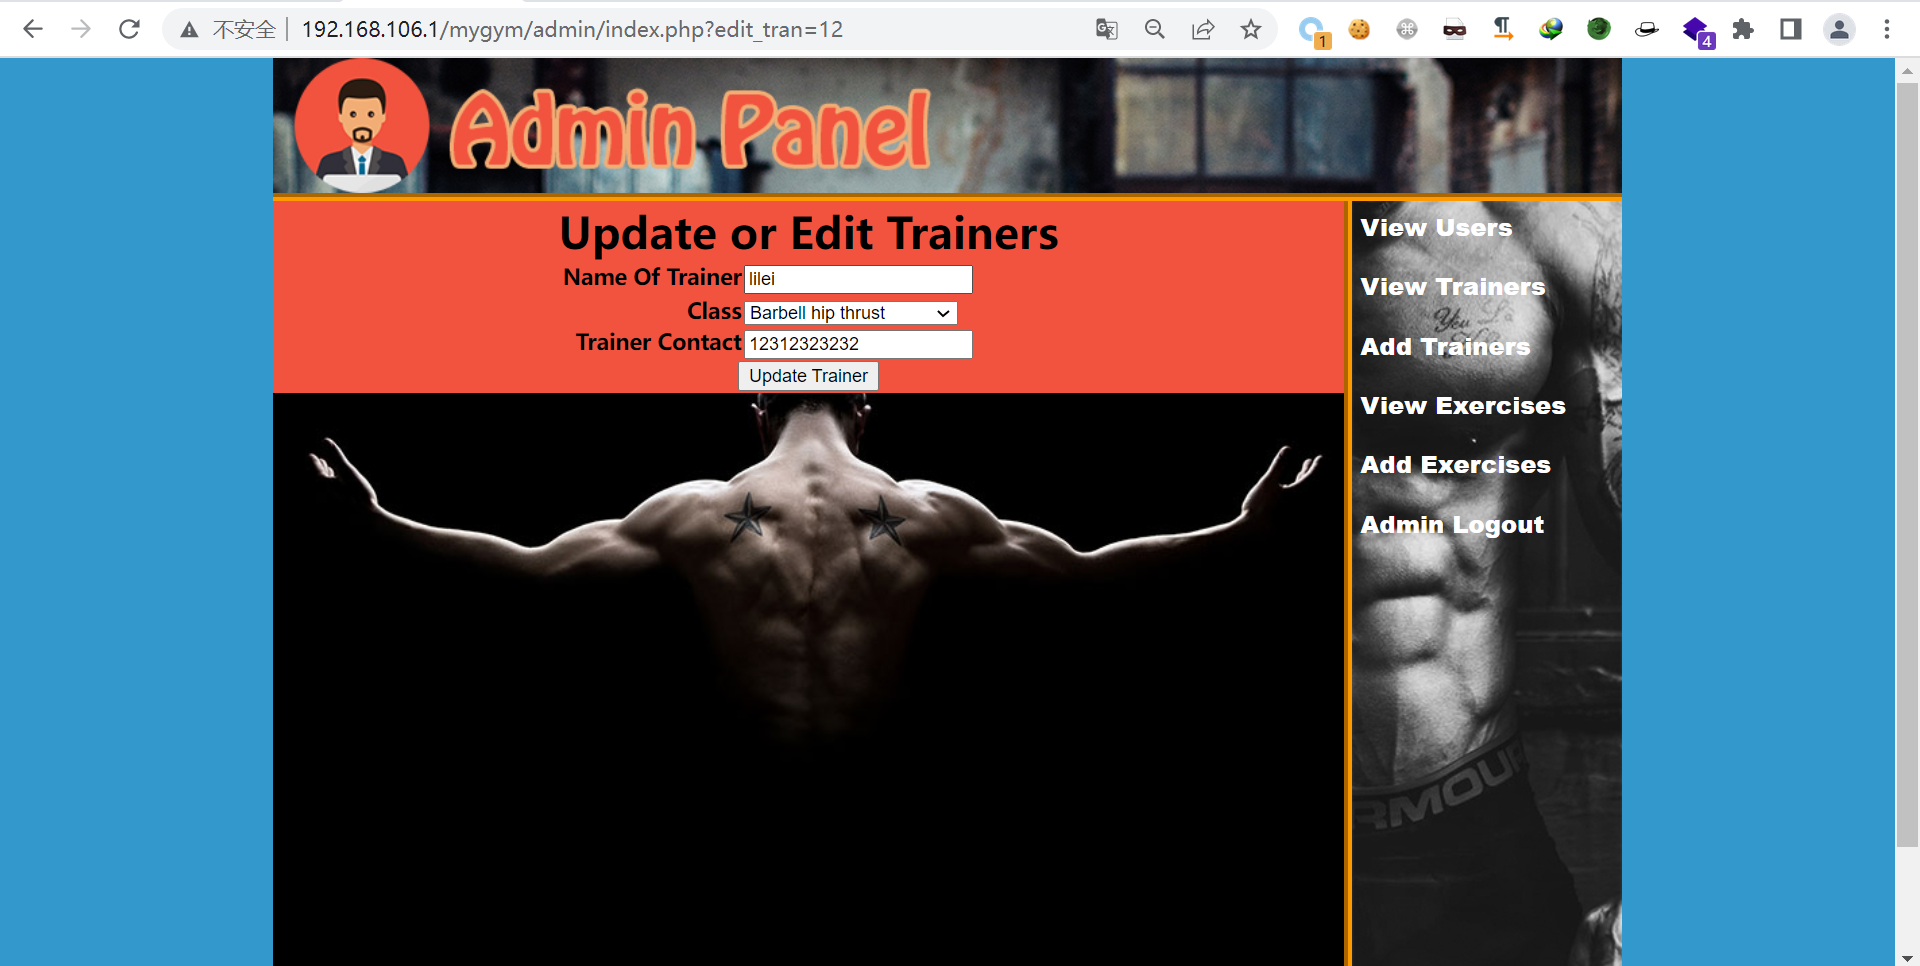 不安全 192.168.106.1/mygym/admin/index.php?edit_tran=12
1
4
Admin Panel
Update or Edit Trainers
Name Of Trainer lilei
Class Barbell hip thrust
Trainer Contact 12312323232
Update Trainer
View Users
View Trainers
Add Trainers
View Exercises
Add Exercises
Admin Logout